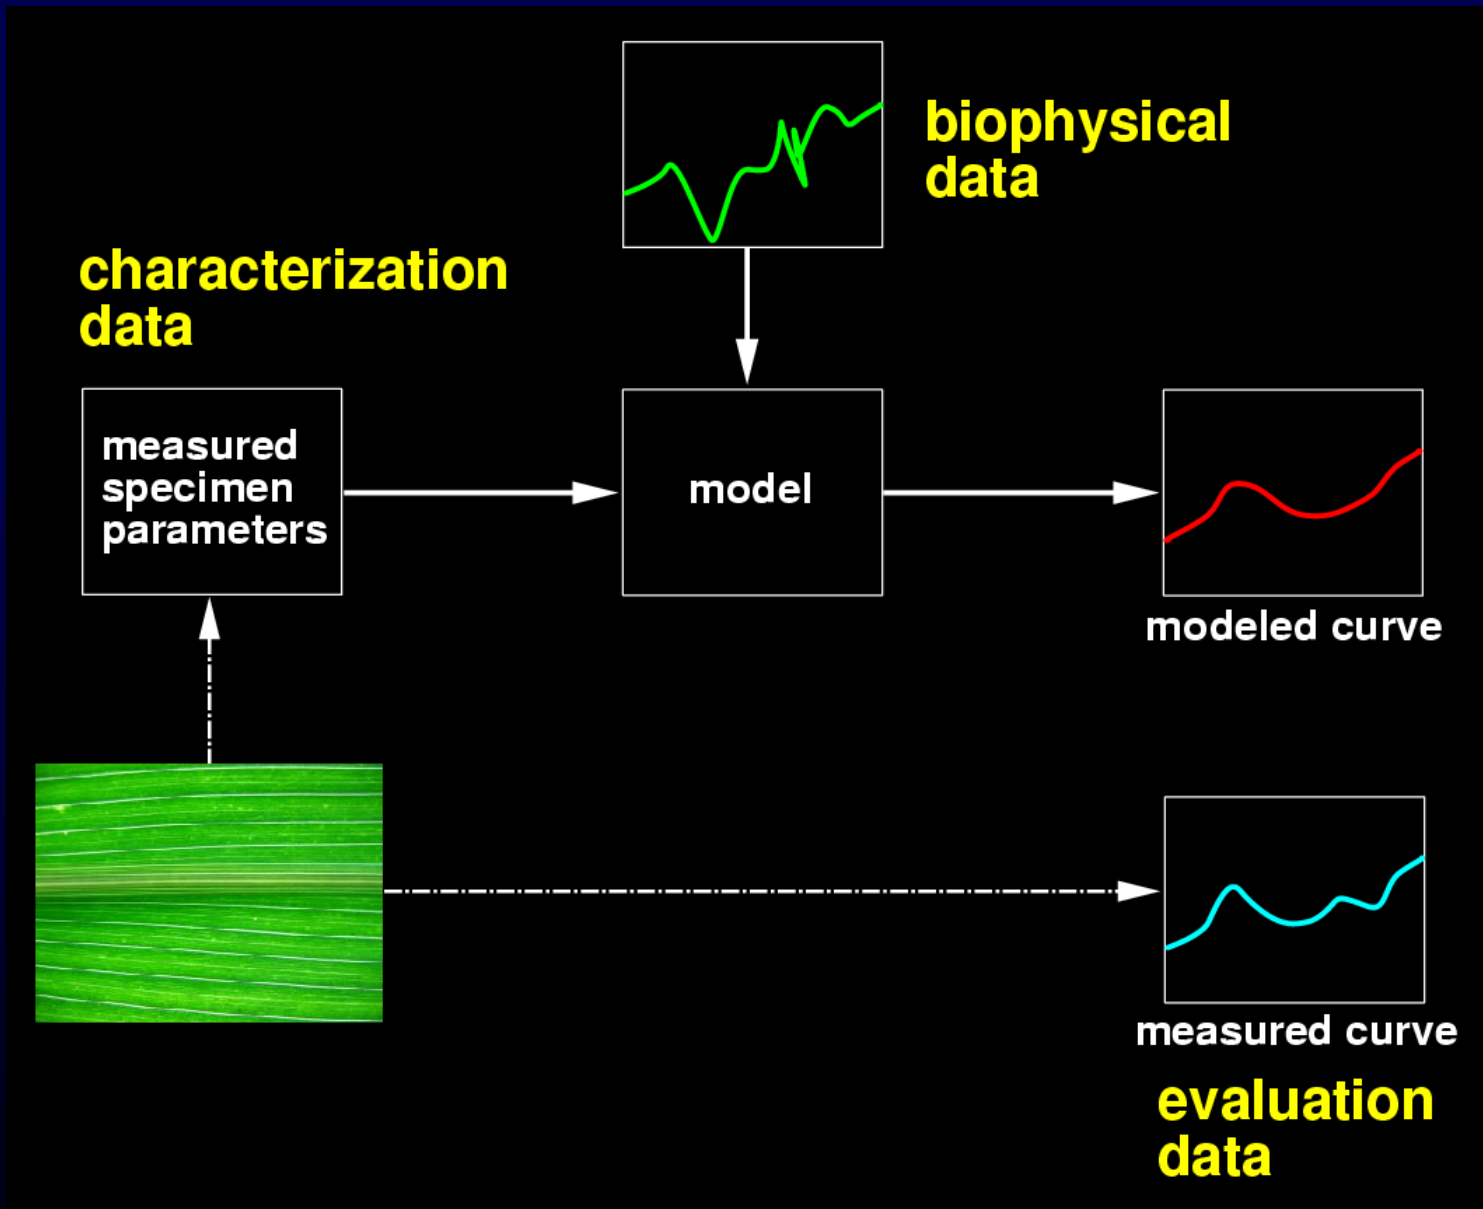 biophysical
data
characterization
data
measured
specimen
parameters
model
modeled curve
measured curve
evaluation
data